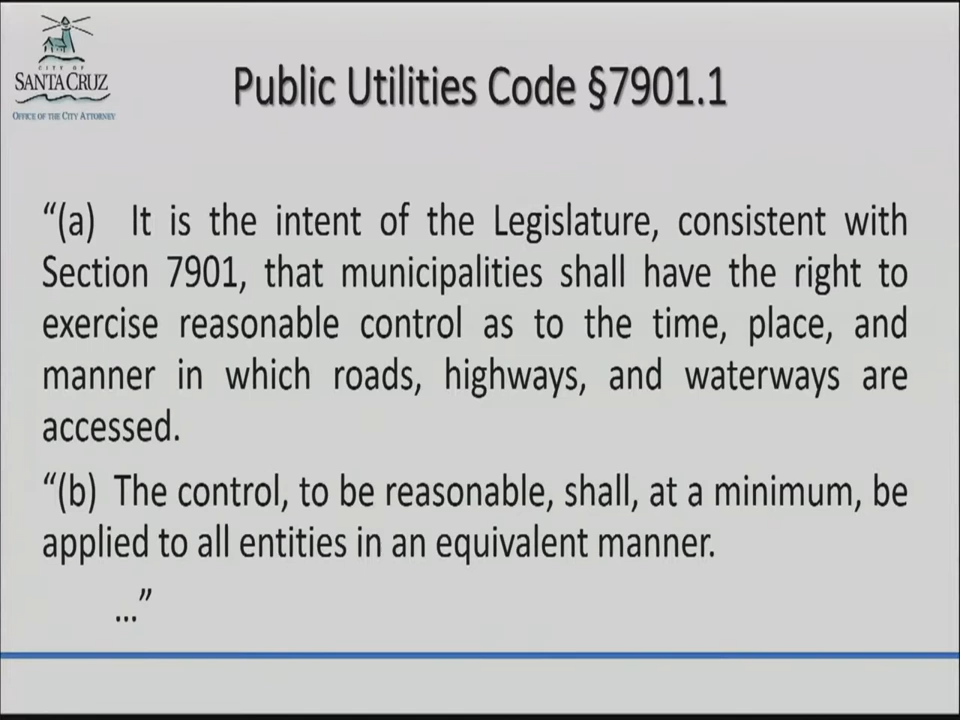 CITY OF
SANTA CRUZ
OFFICE OF THE CITY ATTORNEY
Public Utilities Code §7901.1
“(a) It is the intent of the Legislature, consistent with
Section 7901, that municipalities shall have the right to
exercise reasonable control as to the time, place, and
manner in which roads, highways, and waterways are
accessed.
“(b) The control, to be reasonable, shall, at a minimum, be
applied to all entities in an equivalent manner.
...”